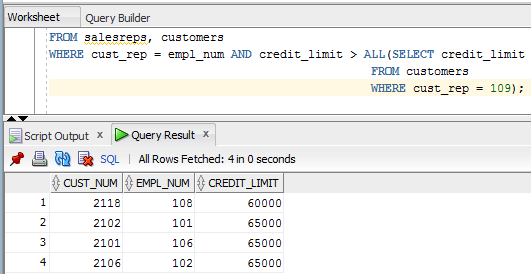 Worksheet Query Builder
FROM salesreps, customers
WHERE cust_rep = empl_num AND credit_limit > ALL(SELECT credit_limit
FROM customers
WHERE cust_rep = 109);
Script Output x Query Result x
SQL | All Rows Fetched: 4 in 0 seconds
CUST_NUM EMPL_NUM CREDIT_LIMIT
1 2118 108 60000
2 2102 101 65000
3 2101 106 65000
4 2106 102 65000